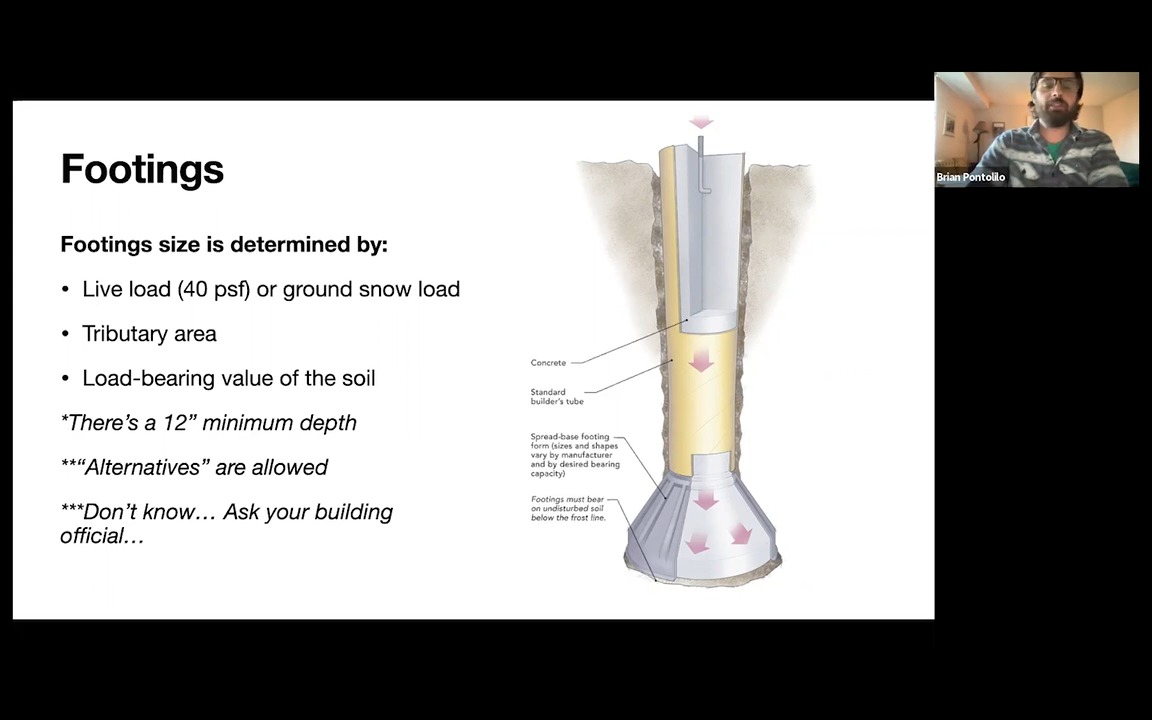 Footings
Footings size is determined by:
• Live load (40 psf) or ground snow load
• Tributary area
• Load-bearing value of the soil
*There’s a 12” minimum depth
**“Alternatives” are allowed
***Don’t know… Ask your building
official…
Concrete
Standard
builder’s tube
Spread-base footing
form (sizes and shapes
vary by manufacturer
and by desired bearing
capacity)
Footings must bear
on undisturbed soil
below the frost line.
Brian Pontolilo